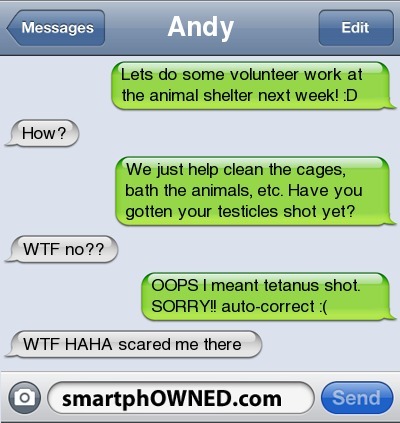 Messages
Andy
Edit
Lets do some volunteer work at
the animal shelter next week! :D
How?
We just help clean the cages,
bath the animals, etc. Have you
gotten your testicles shot yet?
WTF no??
OOPS I meant tetanus shot.
SORRY!! auto-correct :(
WTF HAHA scared me there
smartphOWNED.com
Send